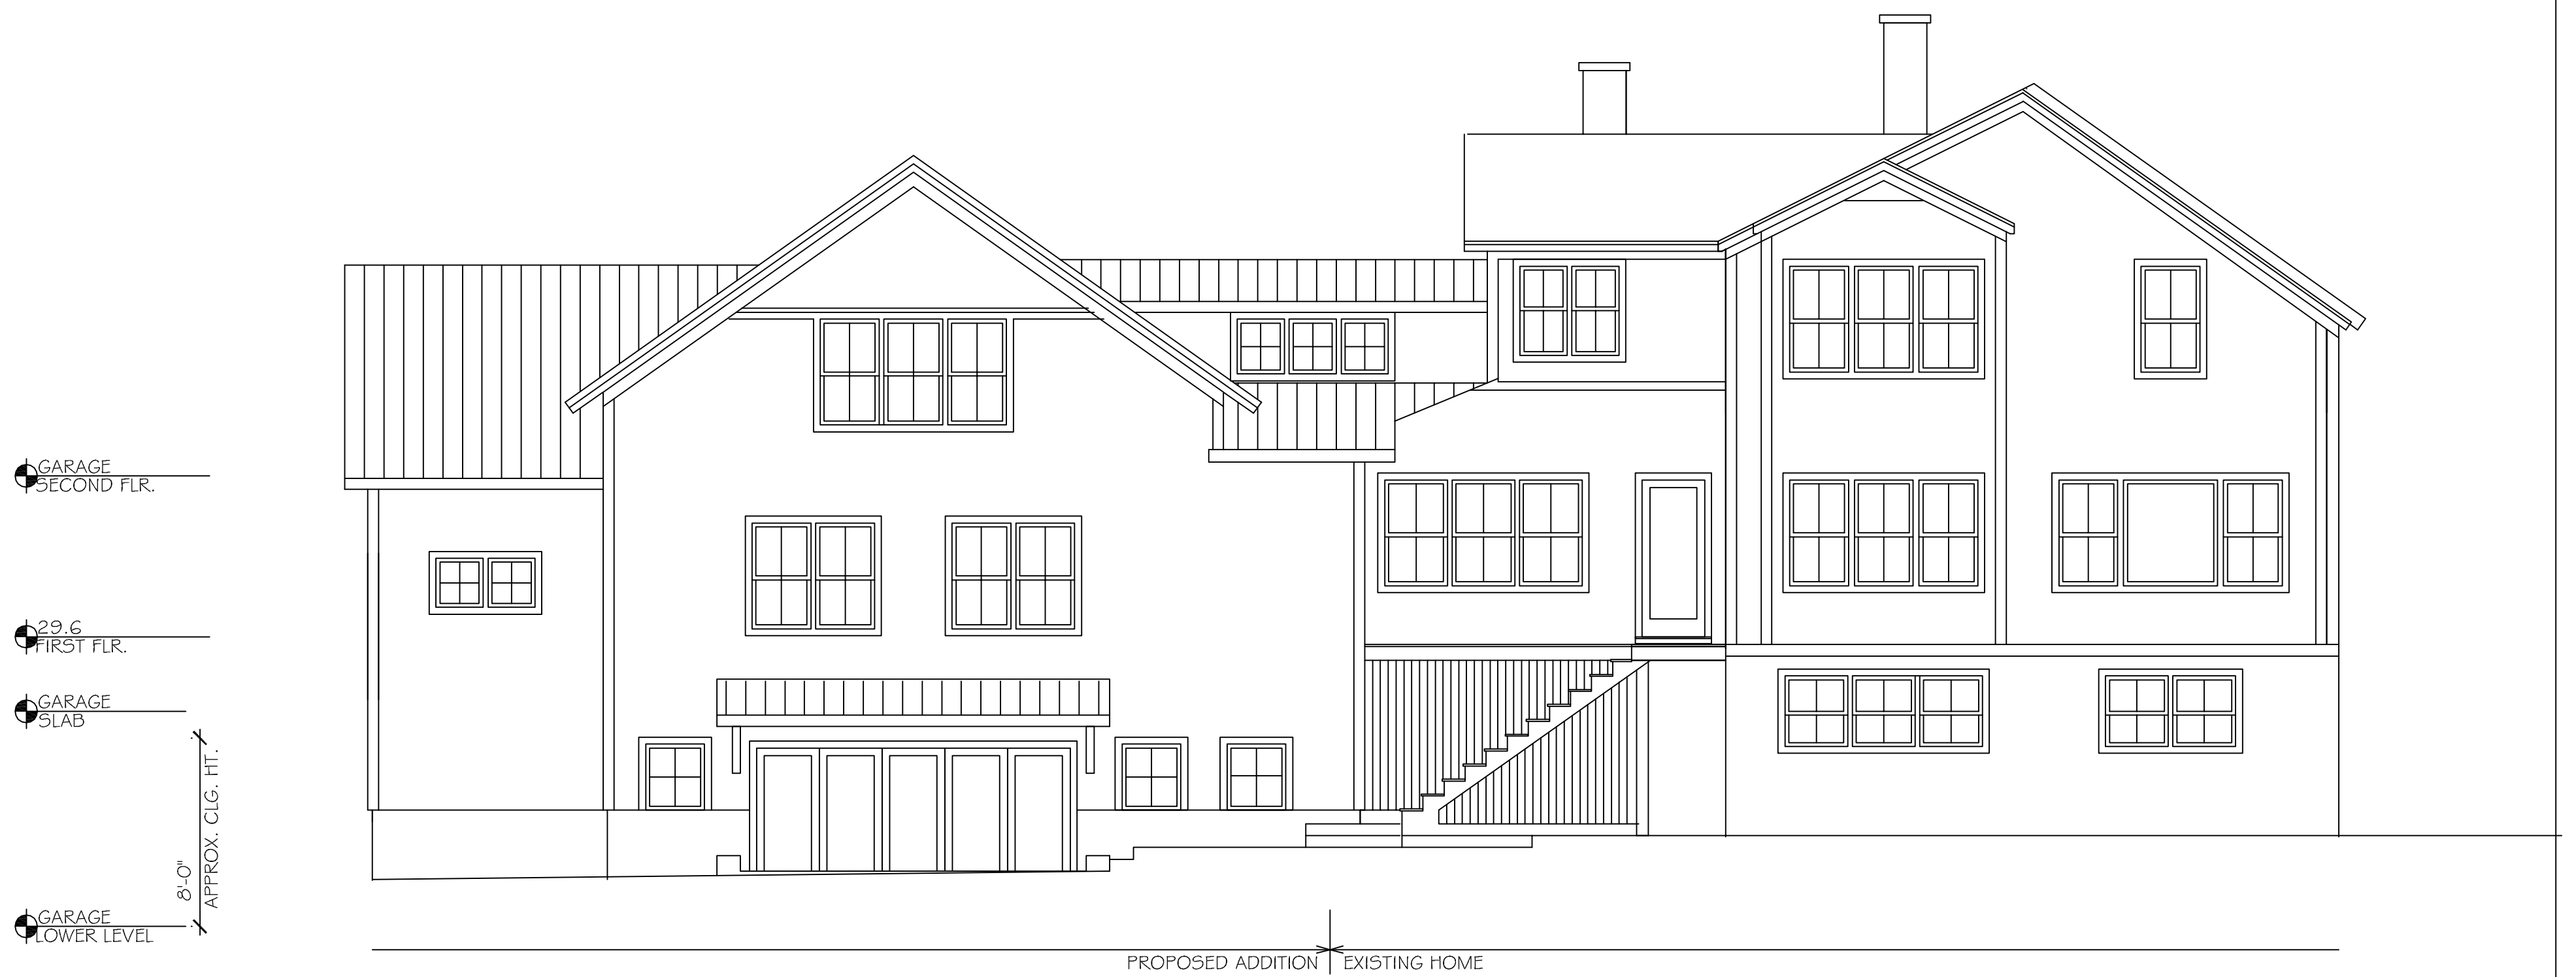 GARAGE
SECOND FLR.
29.6
FIRST FLR.
GARAGE
SLAB
8'-0"
APPROX. CLG. HT.
GARAGE
LOWER LEVEL
PROPOSED ADDITION
EXISTING HOME